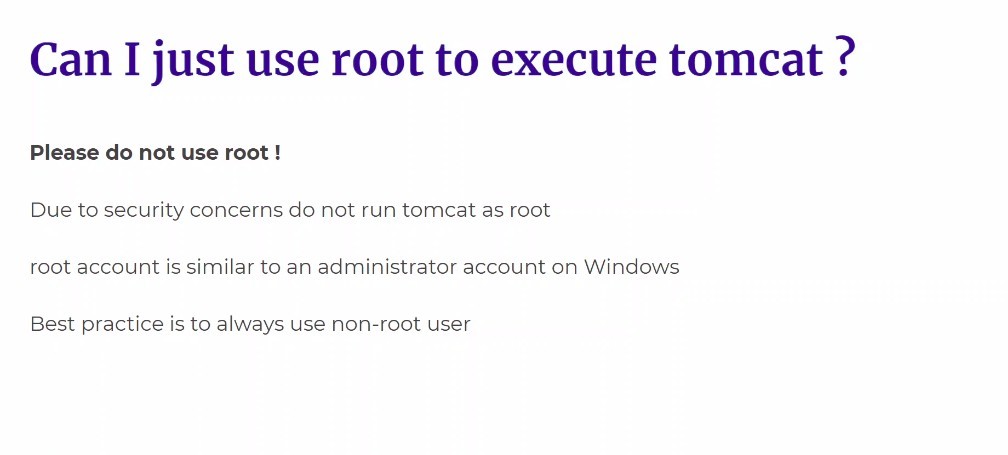 Can I just use root to execute tomcat ?
Please do not use root !
Due to security concerns do not run tomcat as root
root account is similar to an administrator account on Windows
Best practice is to always use non-root user